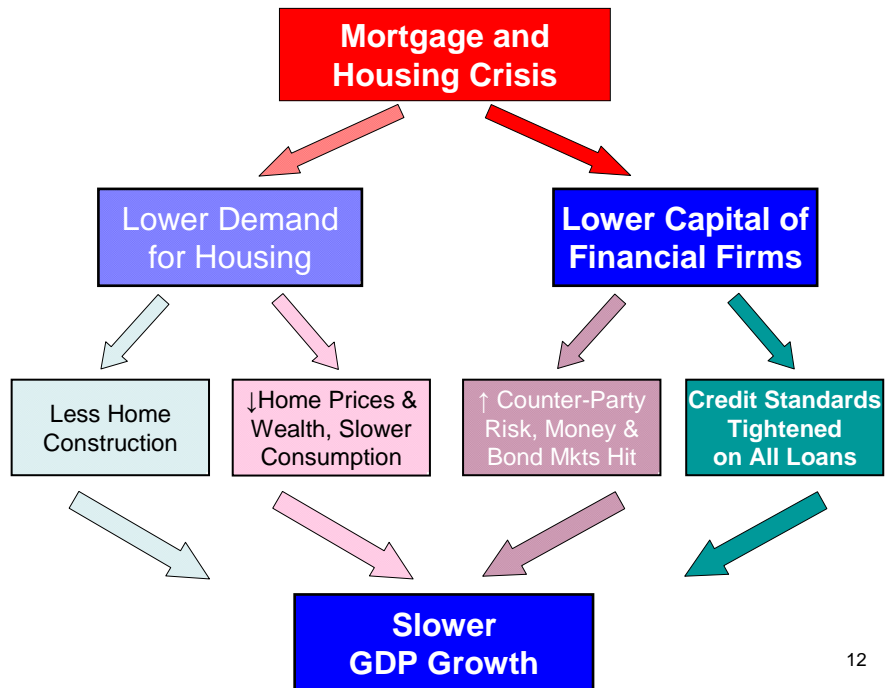 Mortgage and
Housing Crisis
Lower Demand
for Housing
Lower Capital of
Financial Firms
Less Home
Construction
↓Home Prices &
Wealth, Slower
Consumption
↑ Counter-Party
Risk, Money &
Bond Mkts Hit
Credit Standards
Tightened
on All Loans
Slower
GDP Growth
12